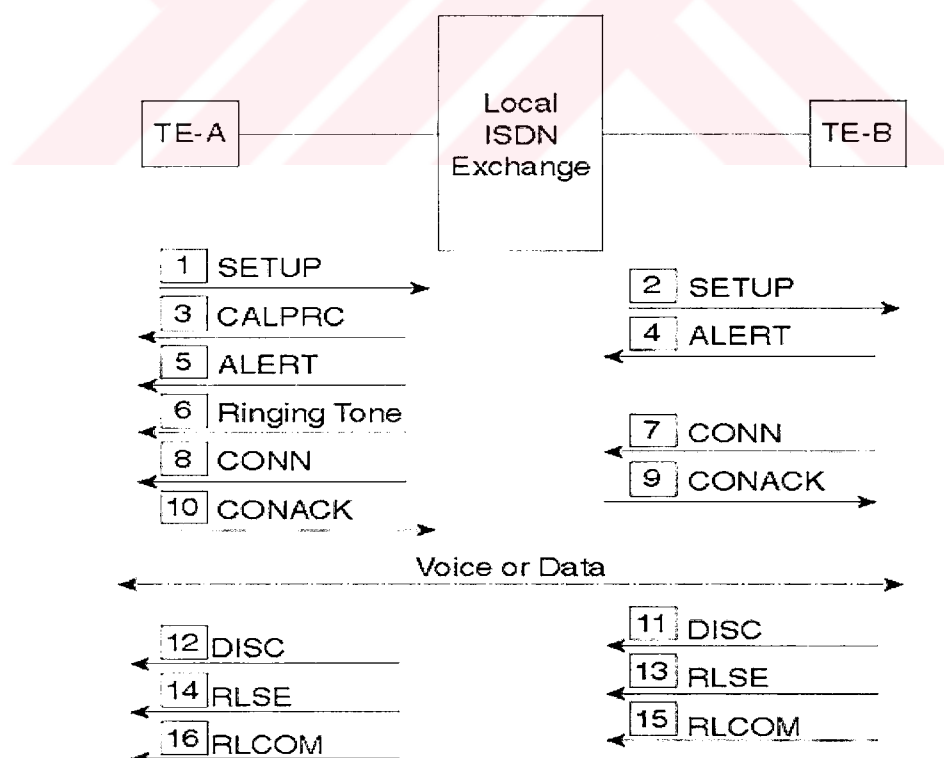 TE-A
Local
ISDN
Exchange
TE-B
1 SETUP
2 SETUP
3 CALPRC
4 ALERT
5 ALERT
6 Ringing Tone
7 CONN
8 CONN
9 CONACK
10 CONACK
Voice or Data
11 DISC
12 DISC
13 RLSE
14 RLSE
15 RLCOM
16 RLCOM